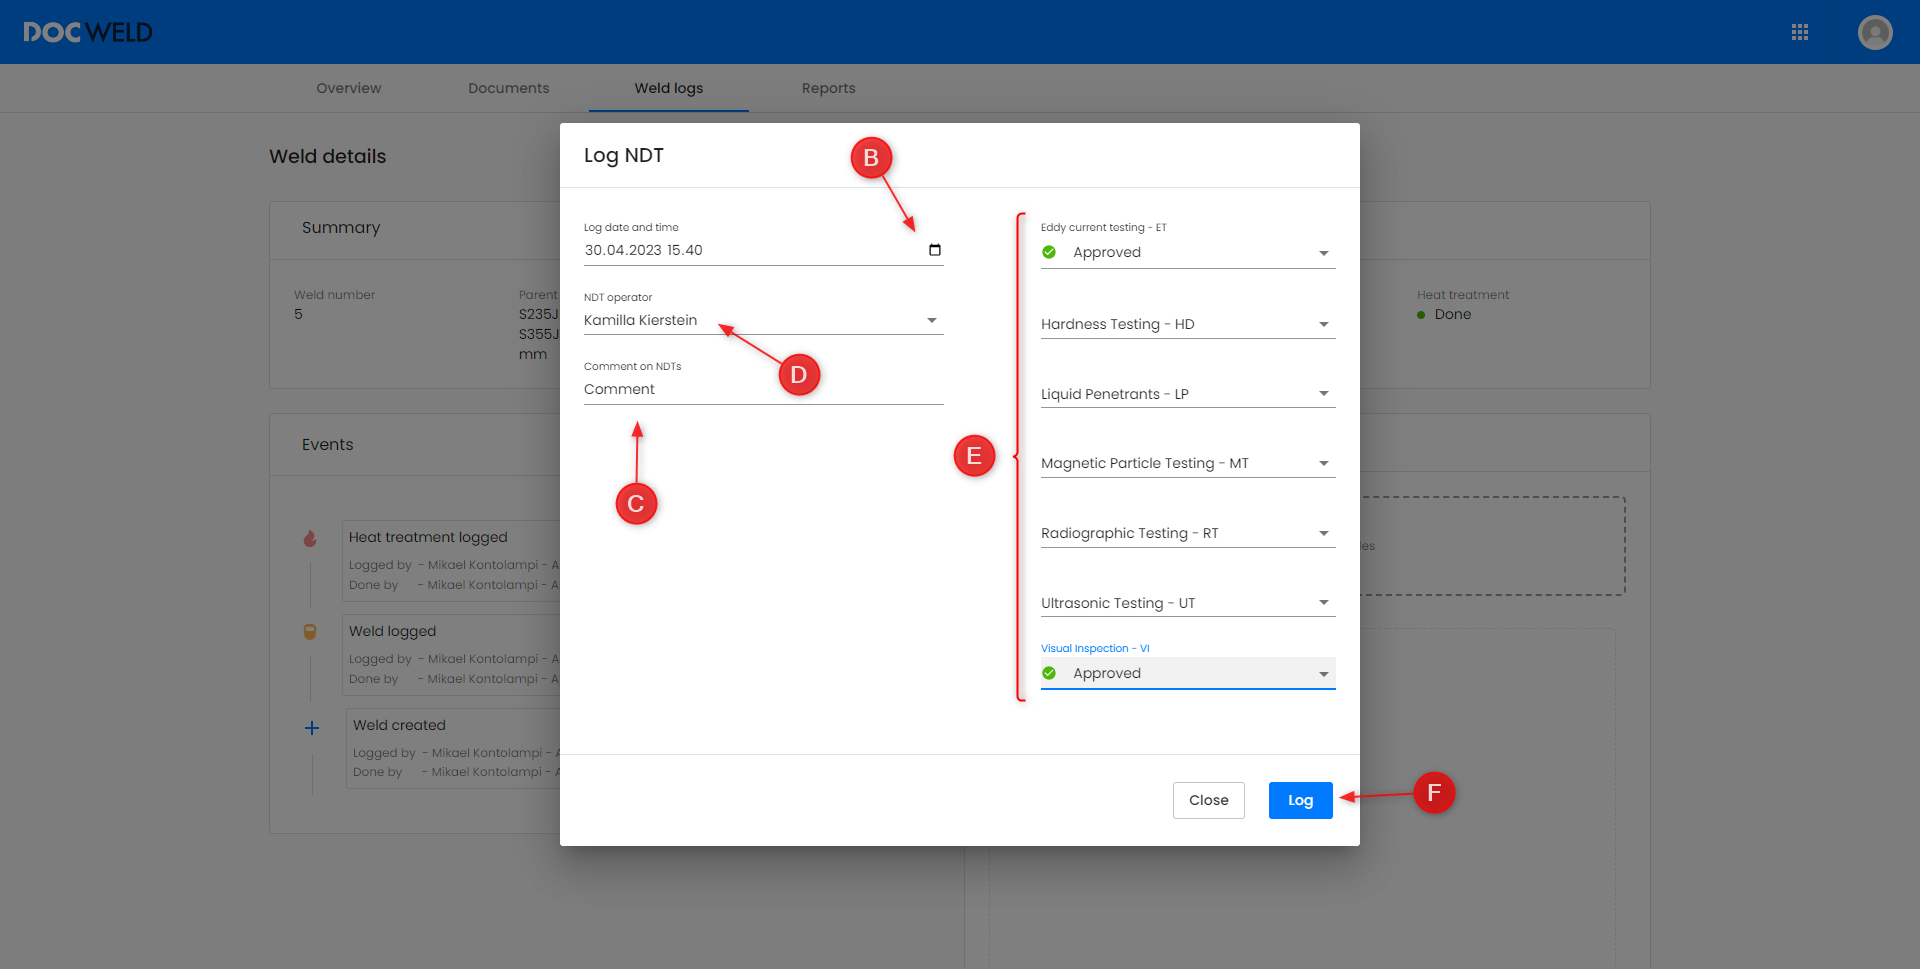 DOCWELD
Overview
Documents
Weld logs
Reports
Weld details
Summary
Weld number
5
Parent
S235J
S355J
mm
Heat treatment
Done
Events
Heat treatment logged
Logged by - Mikael Kontolampi - A
Done by - Mikael Kontolampi - A
Weld logged
Logged by - Mikael Kontolampi - A
Done by - Mikael Kontolampi - A
Weld created
Logged by - Mikael Kontolampi - A
Done by - Mikael Kontolampi - A
Log NDT
B
Log date and time
30.04.2023 15.40
NDT operator
Kamilla Kierstein
D
Comment on NDTs
Comment
C
E
Eddy current testing - ET
Approved
Hardness Testing - HD
Liquid Penetrants - LP
Magnetic Particle Testing - MT
Radiographic Testing - RT
Ultrasonic Testing - UT
Visual Inspection - VI
Approved
Close
Log
F